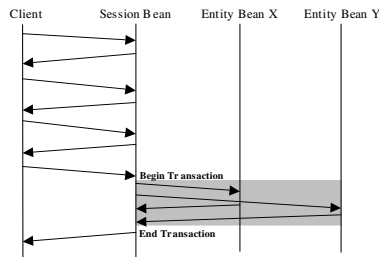 Client Session Bean Entity Bean X Entity Bean Y
Begin Transaction
End Transaction